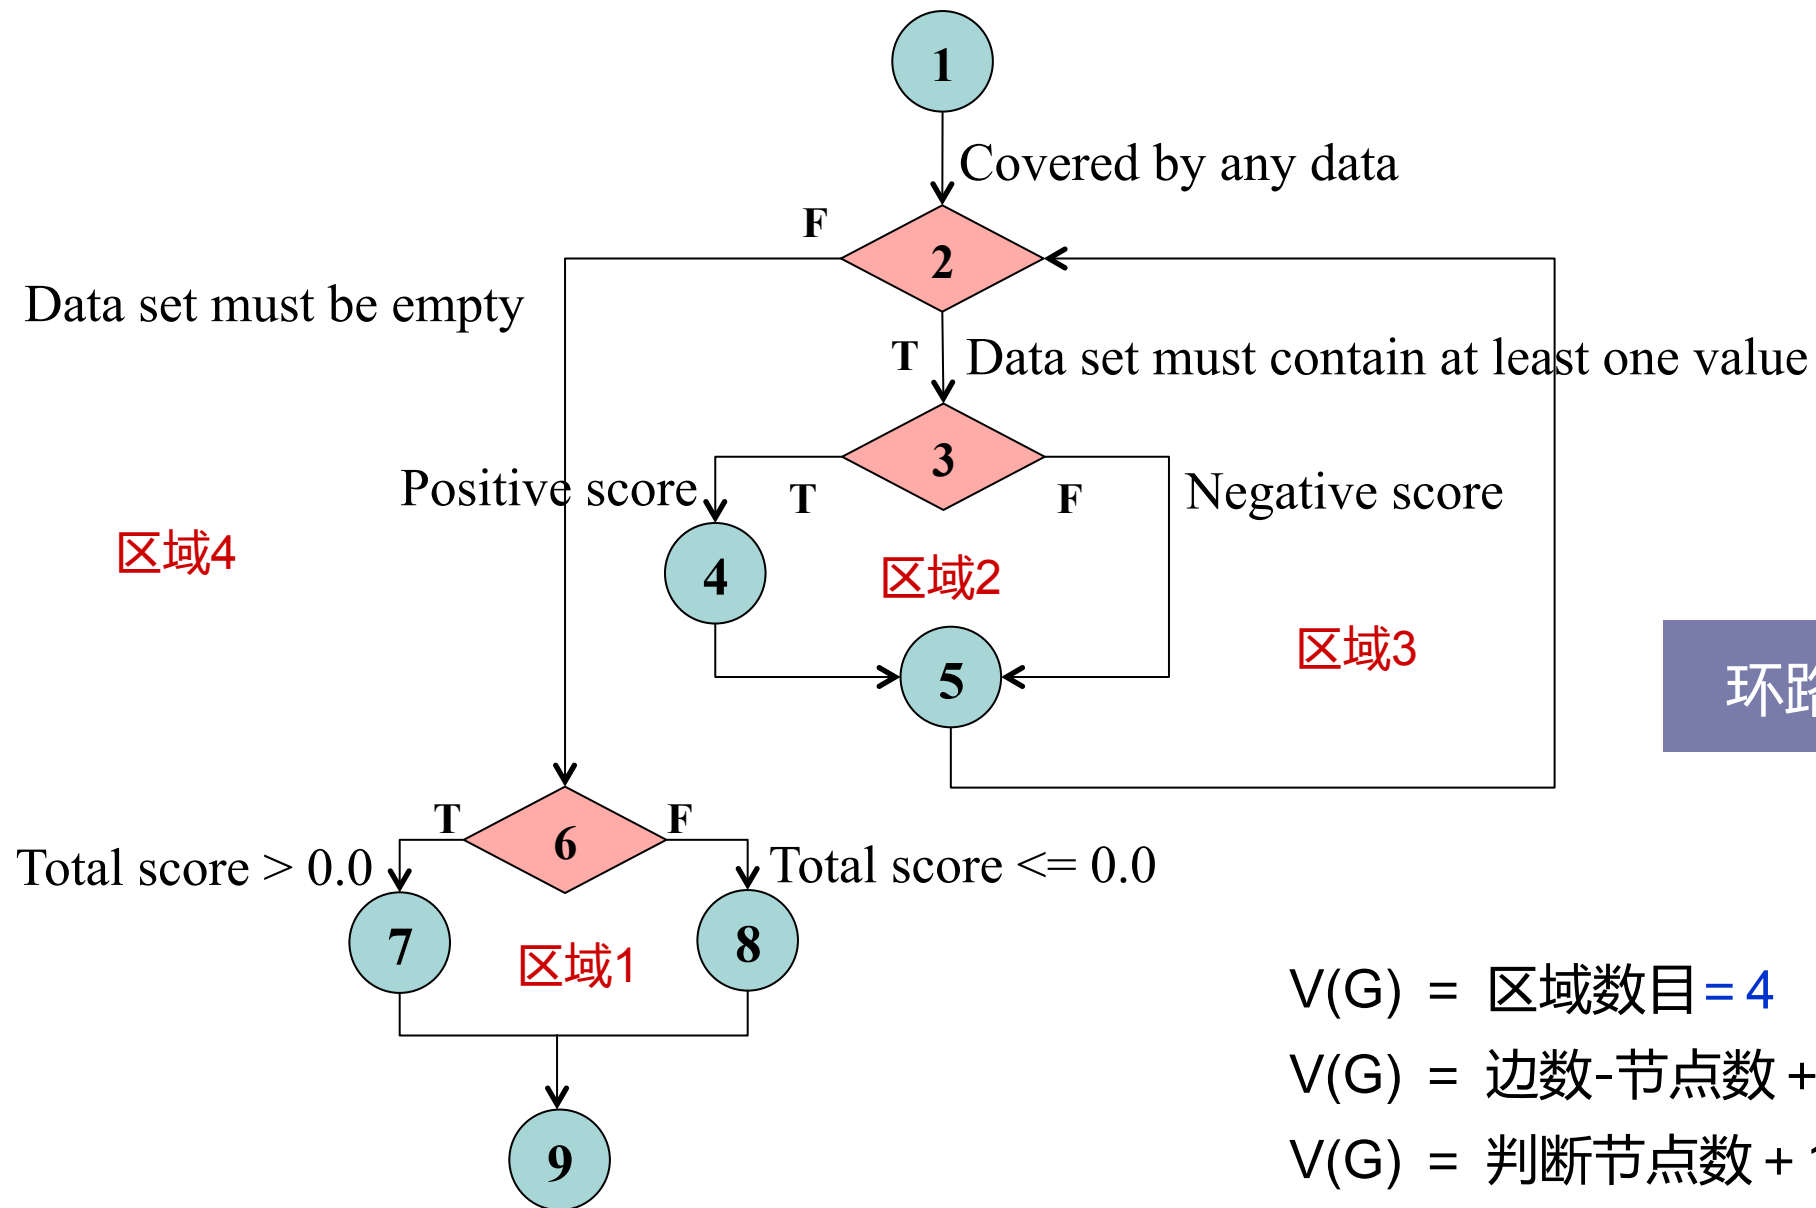 1
Covered by any data
F
2
Data set must be empty
T
Data set must contain at least one value
3
Positive score
T
F
Negative score
区域4
4
区域2
区域3
5
环路
T
6
F
Total score > 0.0
Total score <= 0.0
7
区域1
8
V(G) = 区域数目 = 4
V(G) = 边数-节点数 +
V(G) = 判断节点数 +
9